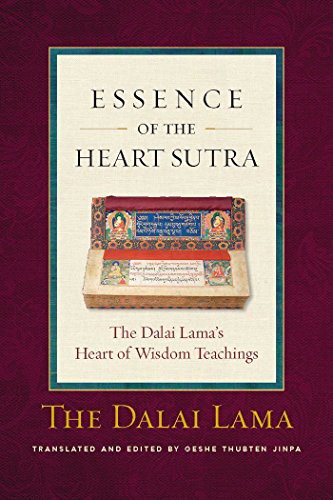 ESSENCE
OF THE
HEART SUTRA
The Dalai Lama's
Heart of Wisdom Teachings
THE DALAI LAMA
TRANSLATED AND EDITED BY GESHE THUBTEN JINPA